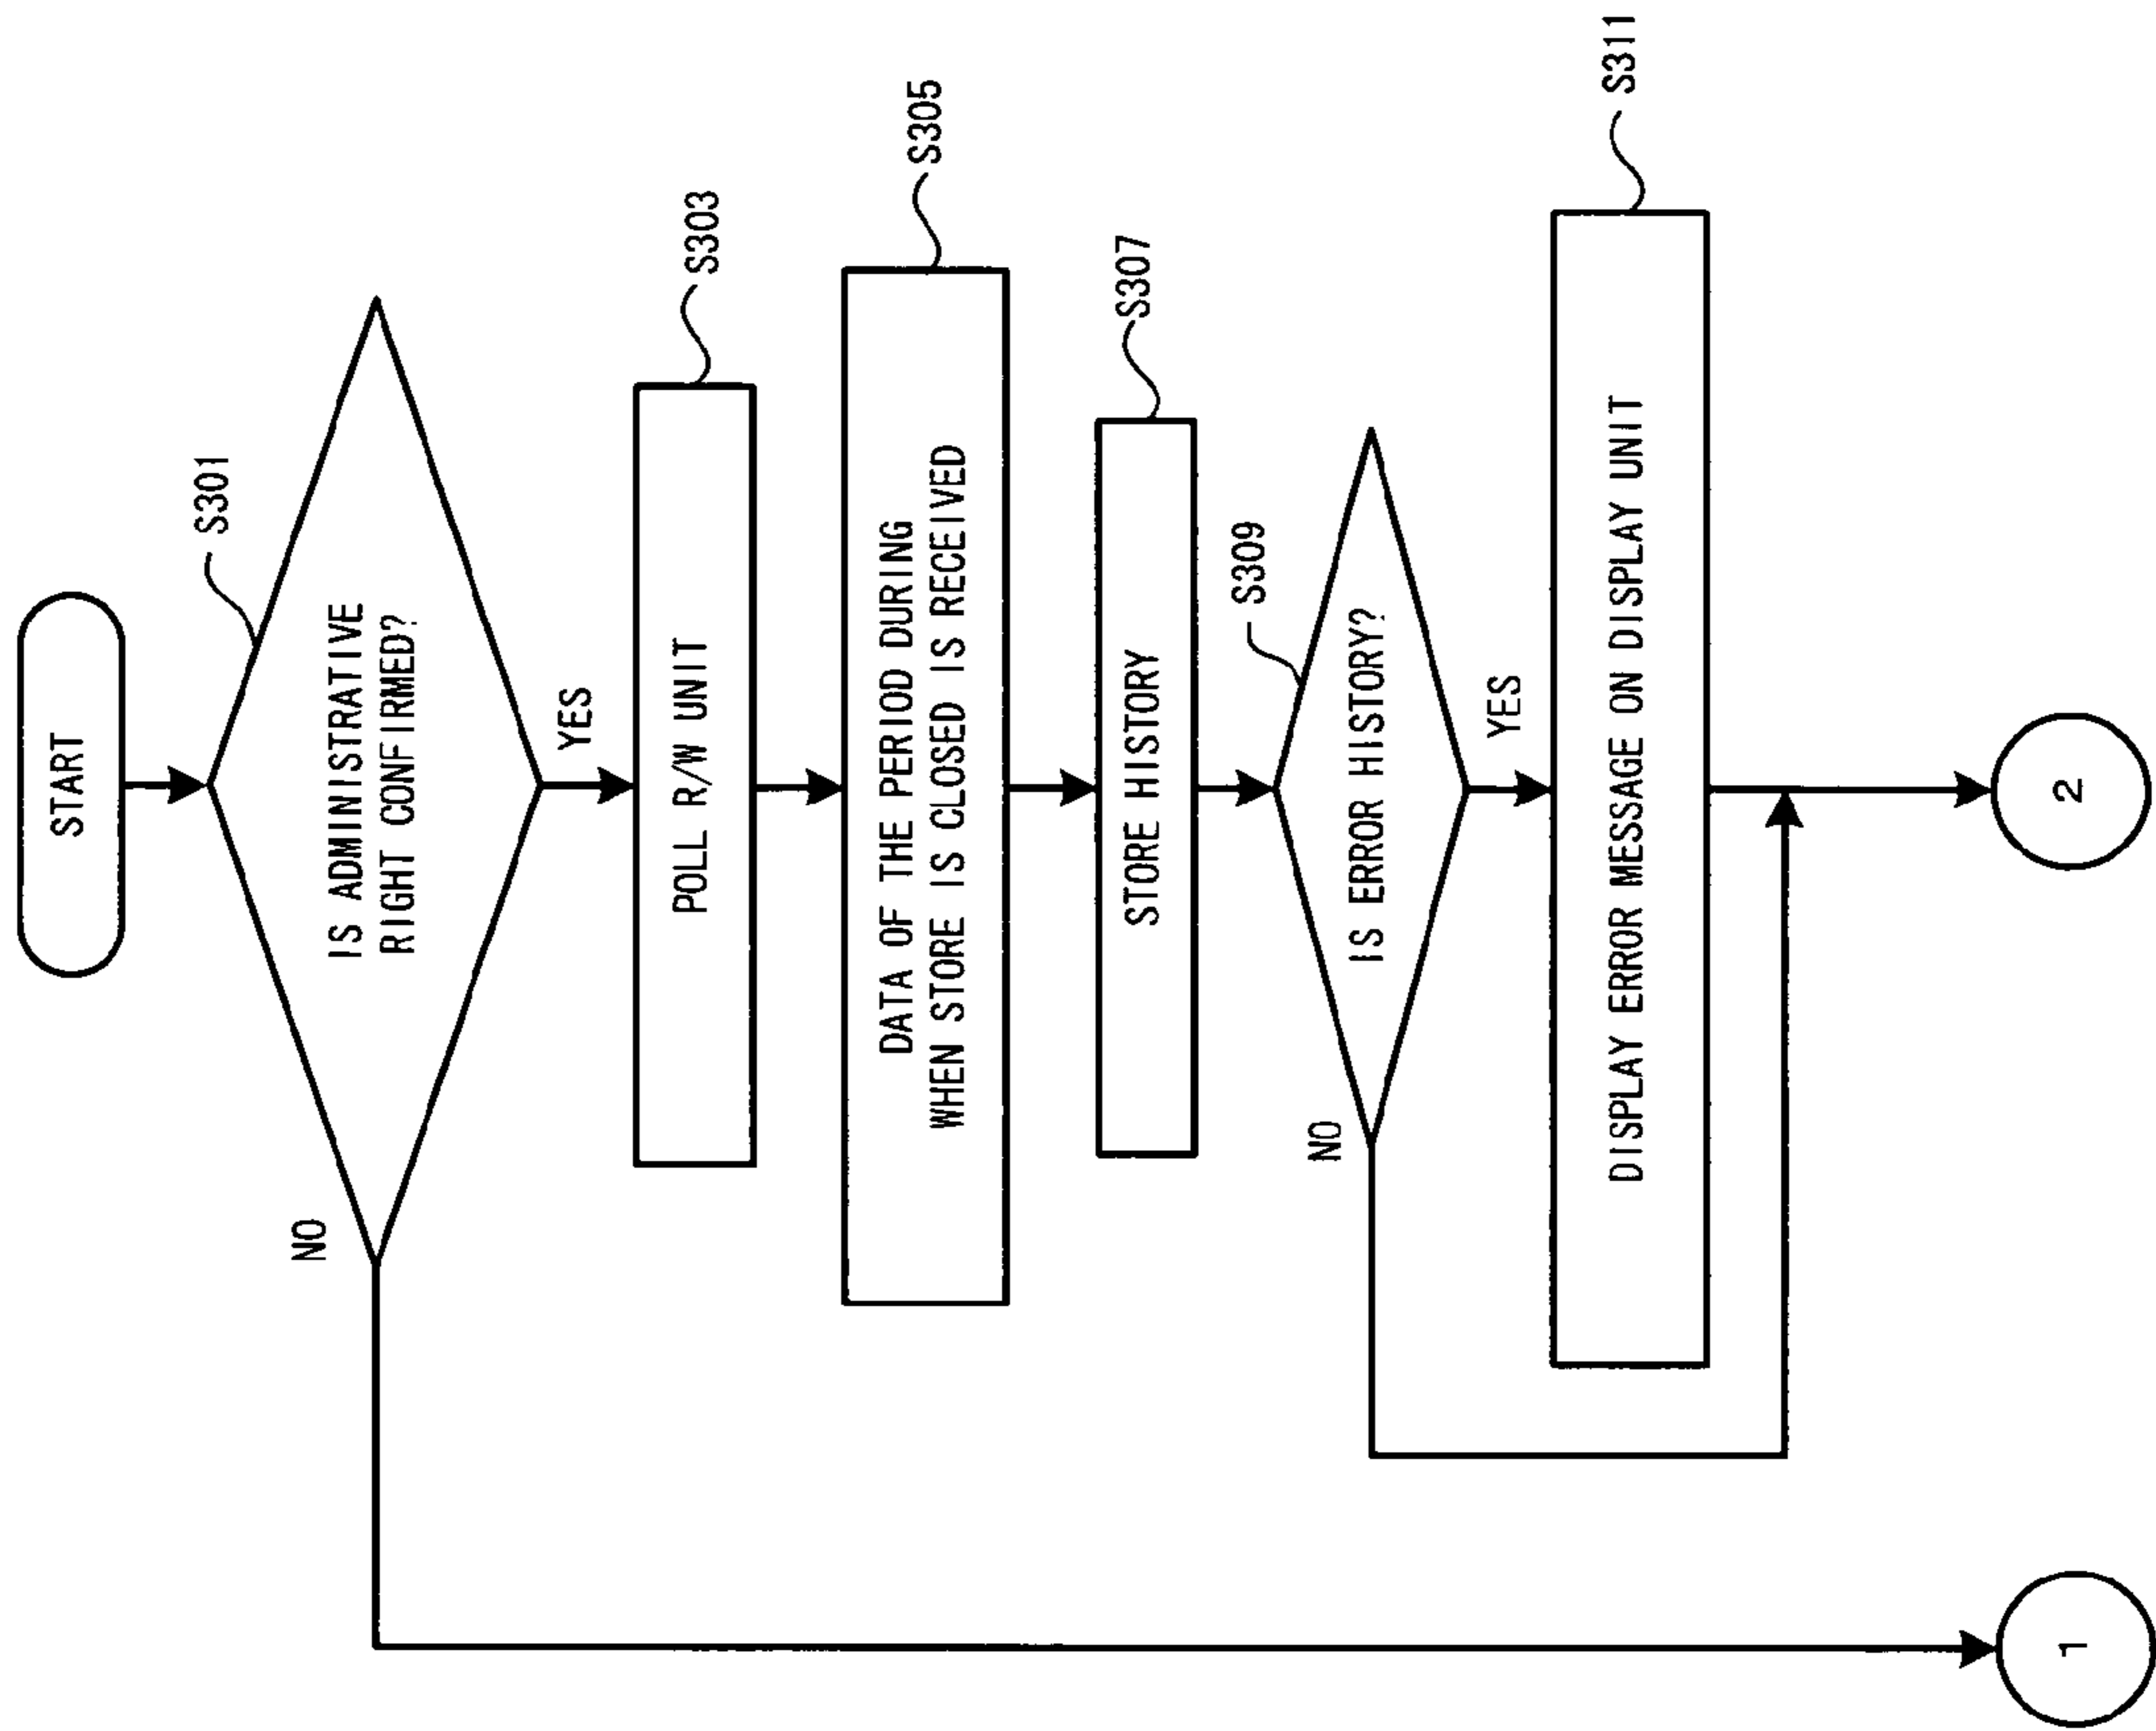 START
S301
IS ADMINISTRATIVE
RIGHT CONFIRMED?
NO
YES
S303
POLL R/W UNIT
S305
DATA OF THE PERIOD DURING
WHEN STORE IS CLOSED IS RECEIVED
S307
STORE HISTORY
S309
IS ERROR HISTORY?
NO
YES
S311
DISPLAY ERROR MESSAGE ON DISPLAY UNIT
1
2